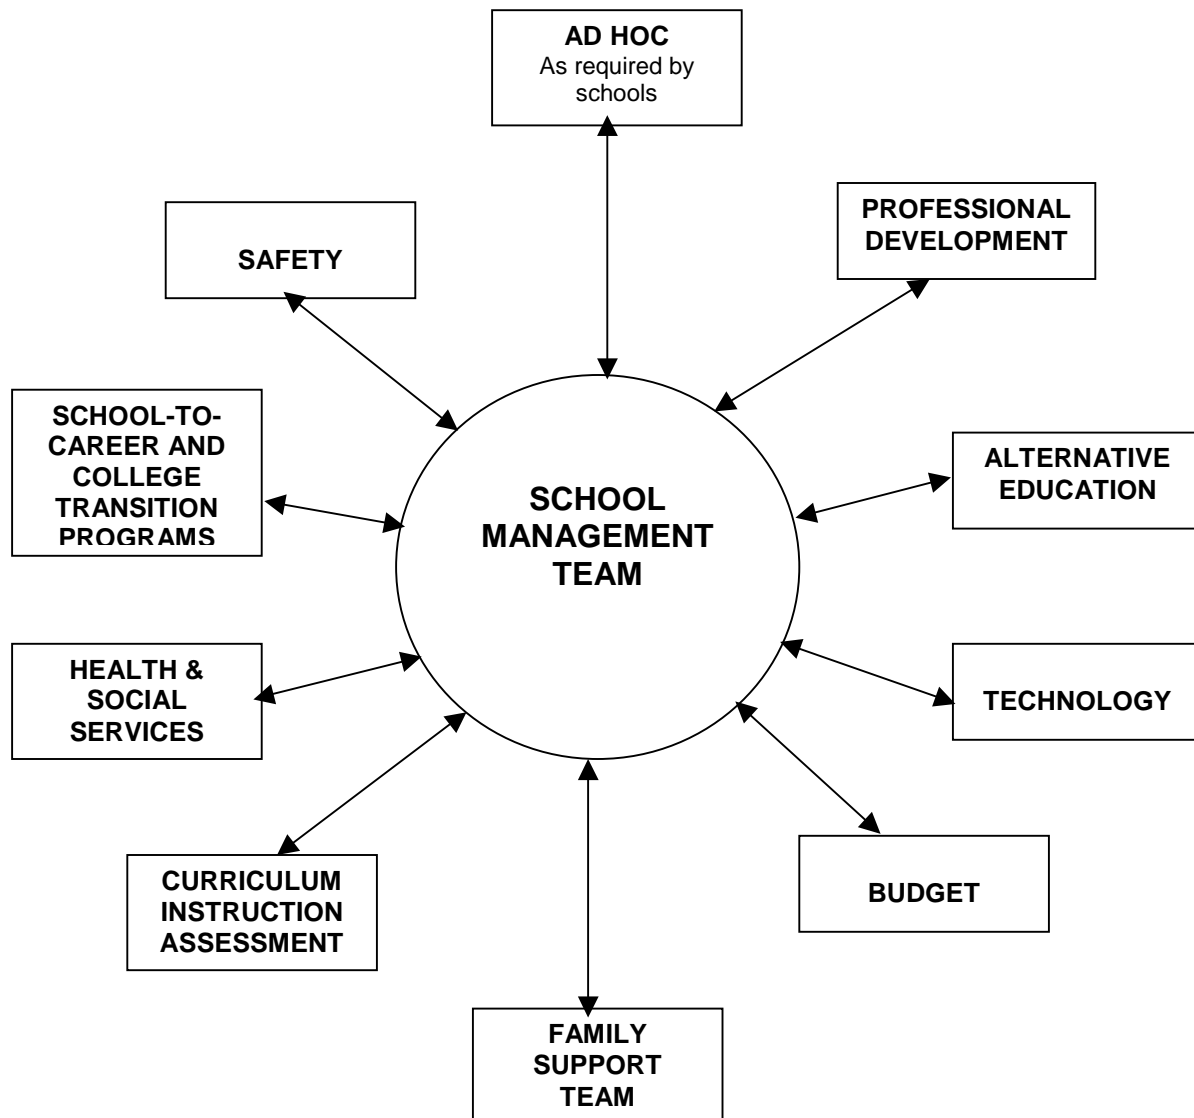 AD HOC
As required by
schools
PROFESSIONAL
DEVELOPMENT
SAFETY
SCHOOL-TO-
CAREER AND
COLLEGE
TRANSITION
PROGRAMS
ALTERNATIVE
EDUCATION
SCHOOL
MANAGEMENT
TEAM
HEALTH &
SOCIAL
SERVICES
TECHNOLOGY
CURRICULUM
INSTRUCTION
ASSESSMENT
BUDGET
FAMILY
SUPPORT
TEAM